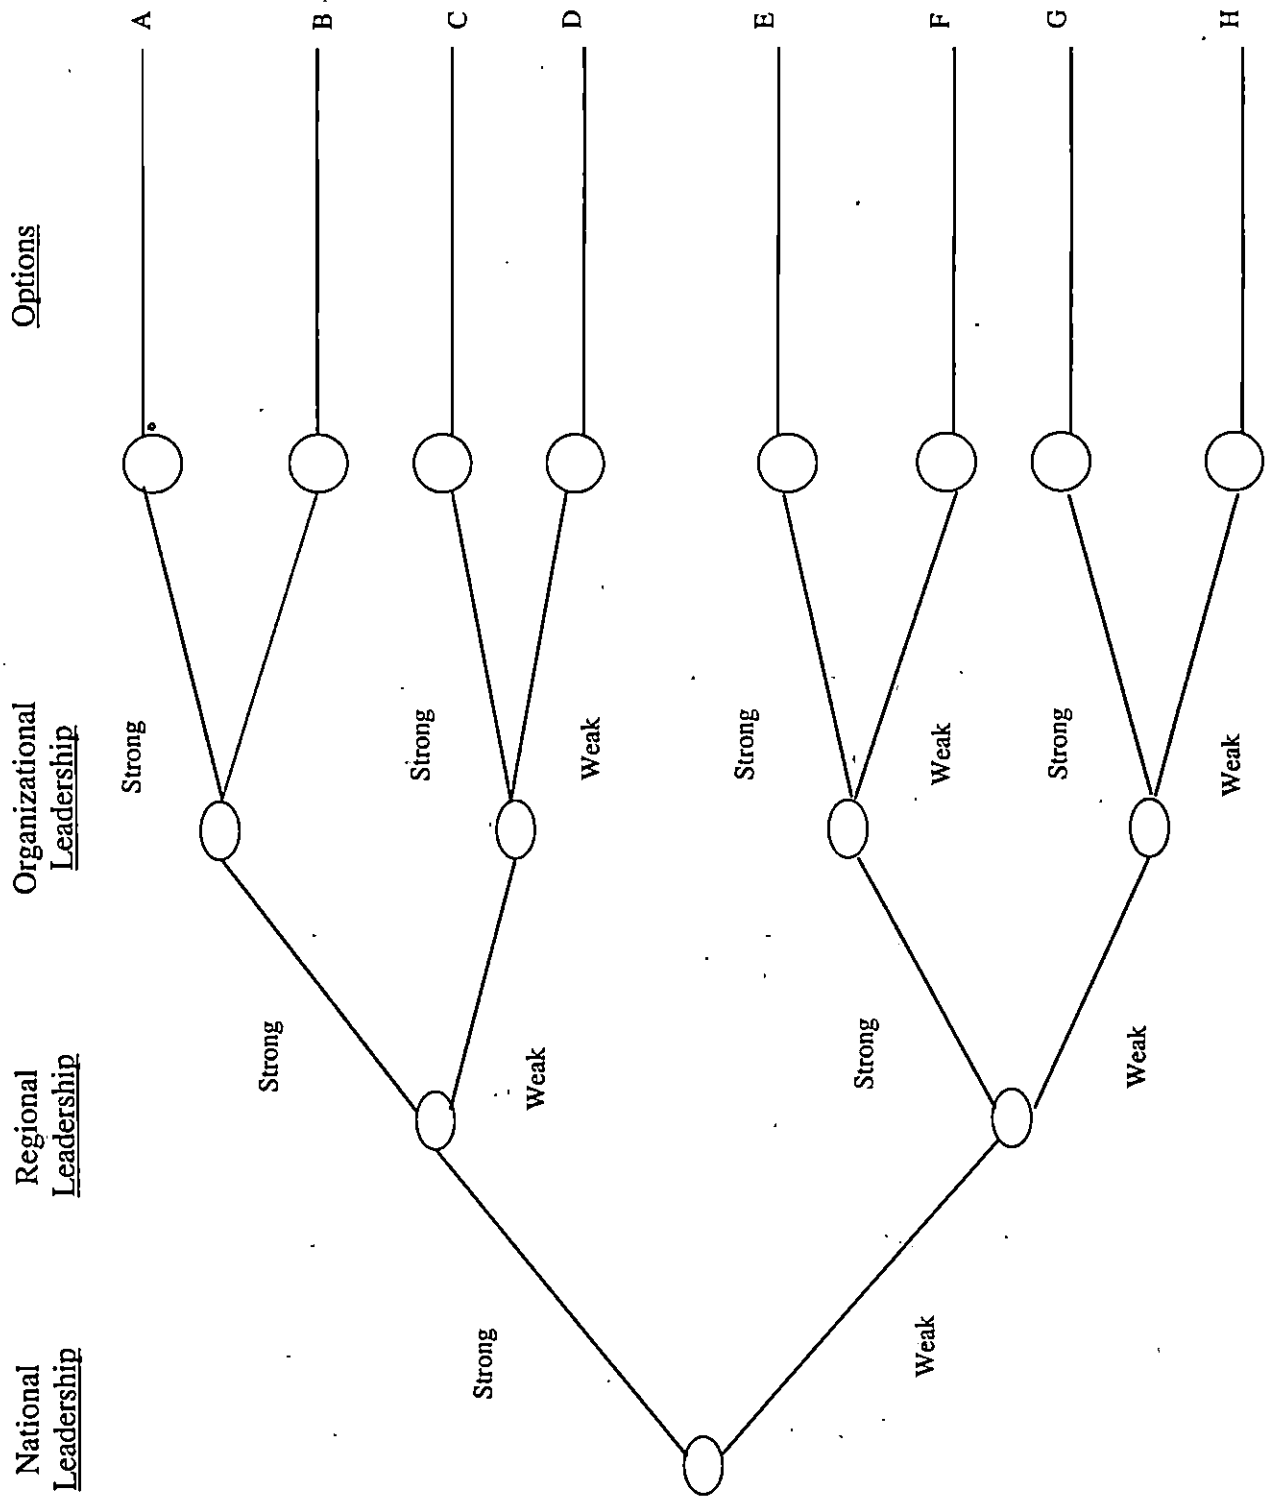 National
Leadership
Regional
Leadership
Organizational
Leadership
Options
Strong
A
Strong
B
Strong
C
Strong
Weak
D
Weak
Strong
E
Strong
Weak
Weak
F
Strong
G
Weak
Weak
H